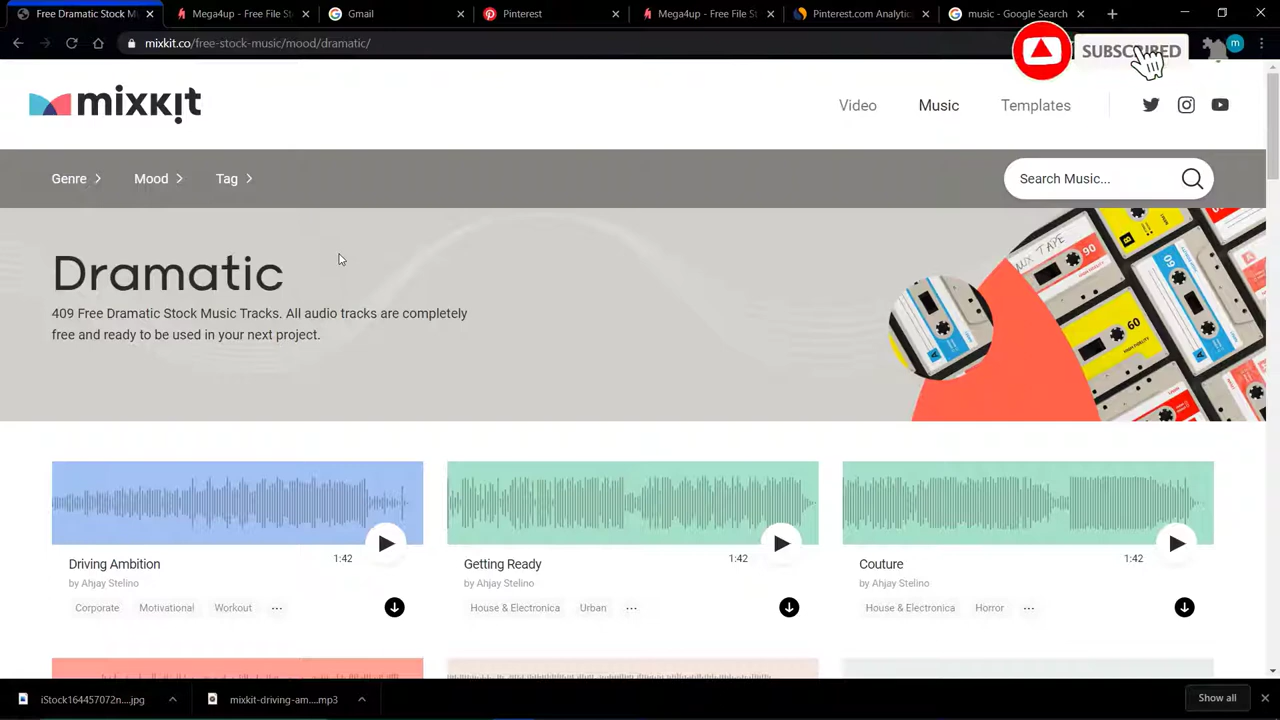 Free Dramatic Stock M
Mega4up - Free File St
Gmail
Pinterest
Mega4up - Free File St
Pinterest.com Analytic
music - Google Search
mixkit.co/free-stock-music/mood/dramatic/
SUBSCRIBED
m
mixkit
Video
Music
Templates
Genre
Mood
Tag
Search Music...
Dramatic
409 Free Dramatic Stock Music Tracks. All audio tracks are completely
free and ready to be used in your next project.
MIX TAPE
90
60
60
B
A
A
1:42
1:42
1:42
Driving Ambition
Getting Ready
Couture
by Ahjay Stelino
by Ahjay Stelino
by Ahjay Stelino
Corporate
Motivational
Workout
...
House & Electronica
Urban
...
House & Electronica
Horror
...
iStock164457072n....jpg
mixkit-driving-am....mp3
Show all